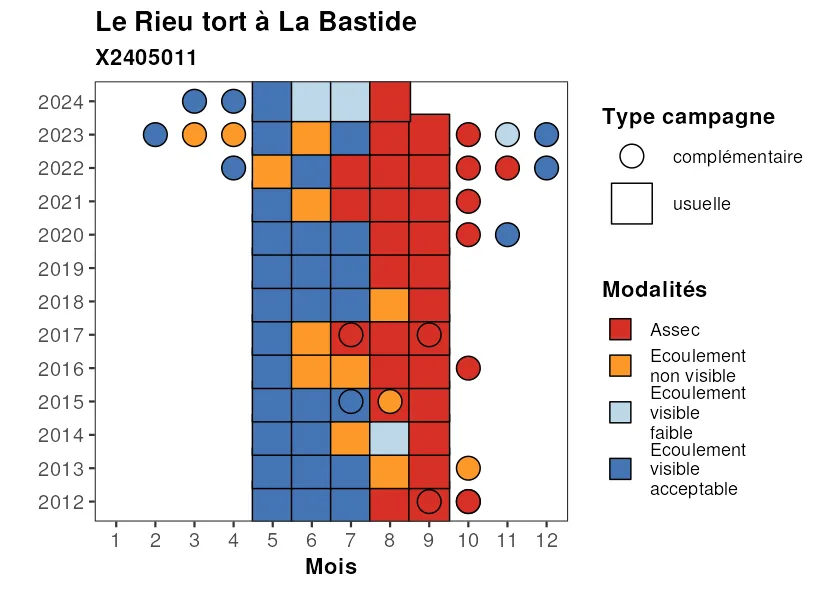 Le Rieu tort à La Bastide
X2405011
2024
2023
2022
2021
2020
2019
2018
2017
2016
2015
2014
2013
2012
1 2 3 4 5 6 7 8 9 10 11 12
Mois
Type campagne
complémentaire
usuelle
Modalités
Assec
Ecoulement
non visible
Ecoulement
visible
faible
Ecoulement
visible
acceptable